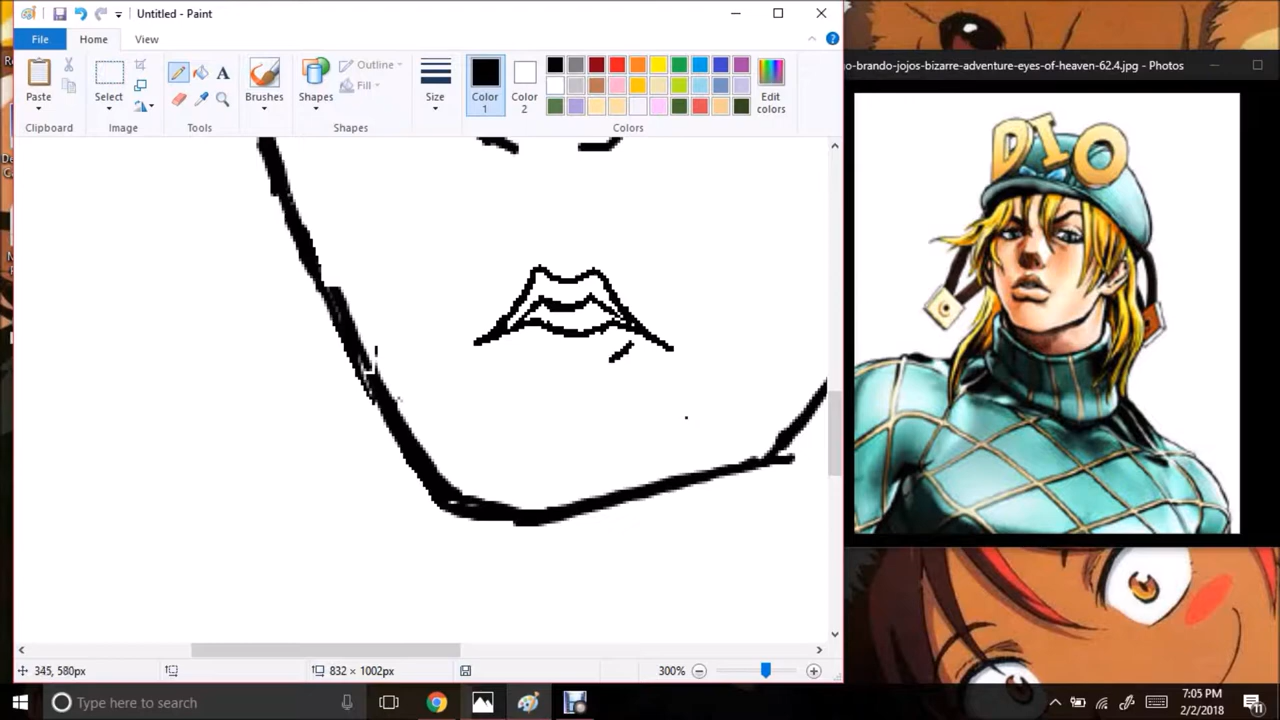 Untitled - Paint
File
Home
View
Paste
Select
Brushes
Shapes
Outline
Fill
Size
Color 1
Color 2
Edit colors
Clipboard
Image
Tools
Shapes
Colors
o-brando-jojos-bizarre-adventure-eyes-of-heaven-62.4.jpg - Photos
DIO
345, 580px
832 × 1002px
300%
Type here to search
7:05 PM
2/2/2018
11